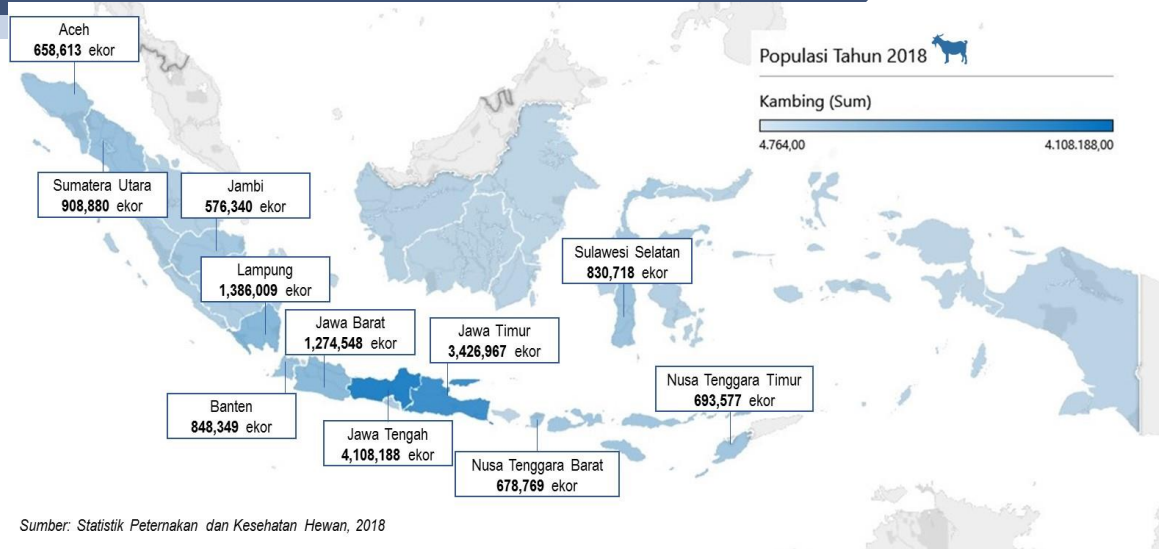 Aceh
658,613 ekor
Populasi Tahun 2018
Kambing (Sum)
4.764,00
4.108.188,00
Sumatera Utara
908,880 ekor
Jambi
576,340 ekor
Lampung
1,386,009 ekor
Sulawesi Selatan
830,718 ekor
Jawa Barat
1,274,548 ekor
Jawa Timur
3,426,967 ekor
Banten
848,349 ekor
Jawa Tengah
4,108,188 ekor
Nusa Tenggara Barat
678,769 ekor
Nusa Tenggara Timur
693,577 ekor
Sumber: Statistik Peternakan dan Kesehatan Hewan, 2018